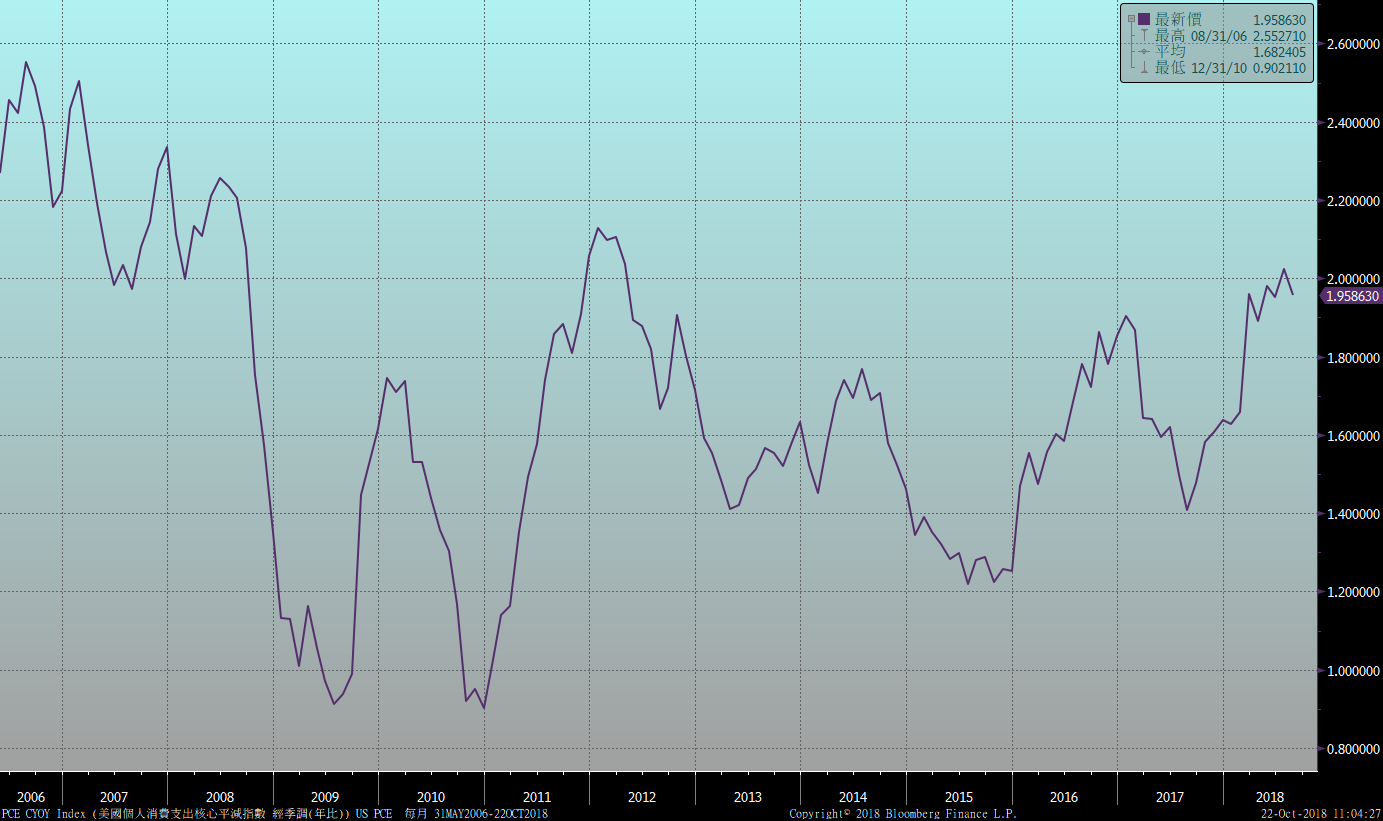 最新價 1.958630
最高 08/31/06 2.552710
平均 1.682405
最低 12/31/10 0.902110
2.600000
2.400000
2.200000
2.000000
1.958630
1.800000
1.600000
1.400000
1.200000
1.000000
0.800000
2006 2007 2008 2009 2010 2011 2012 2013 2014 2015 2016 2017 2018
PCE CYOY Index (美國個人消費支出核心平減指數 經季調(年比)) US PCE 每月 31MAY2006-22OCT2018 Copyright© 2018 Bloomberg Finance L.P. 22-Oct-2018 11:04:27